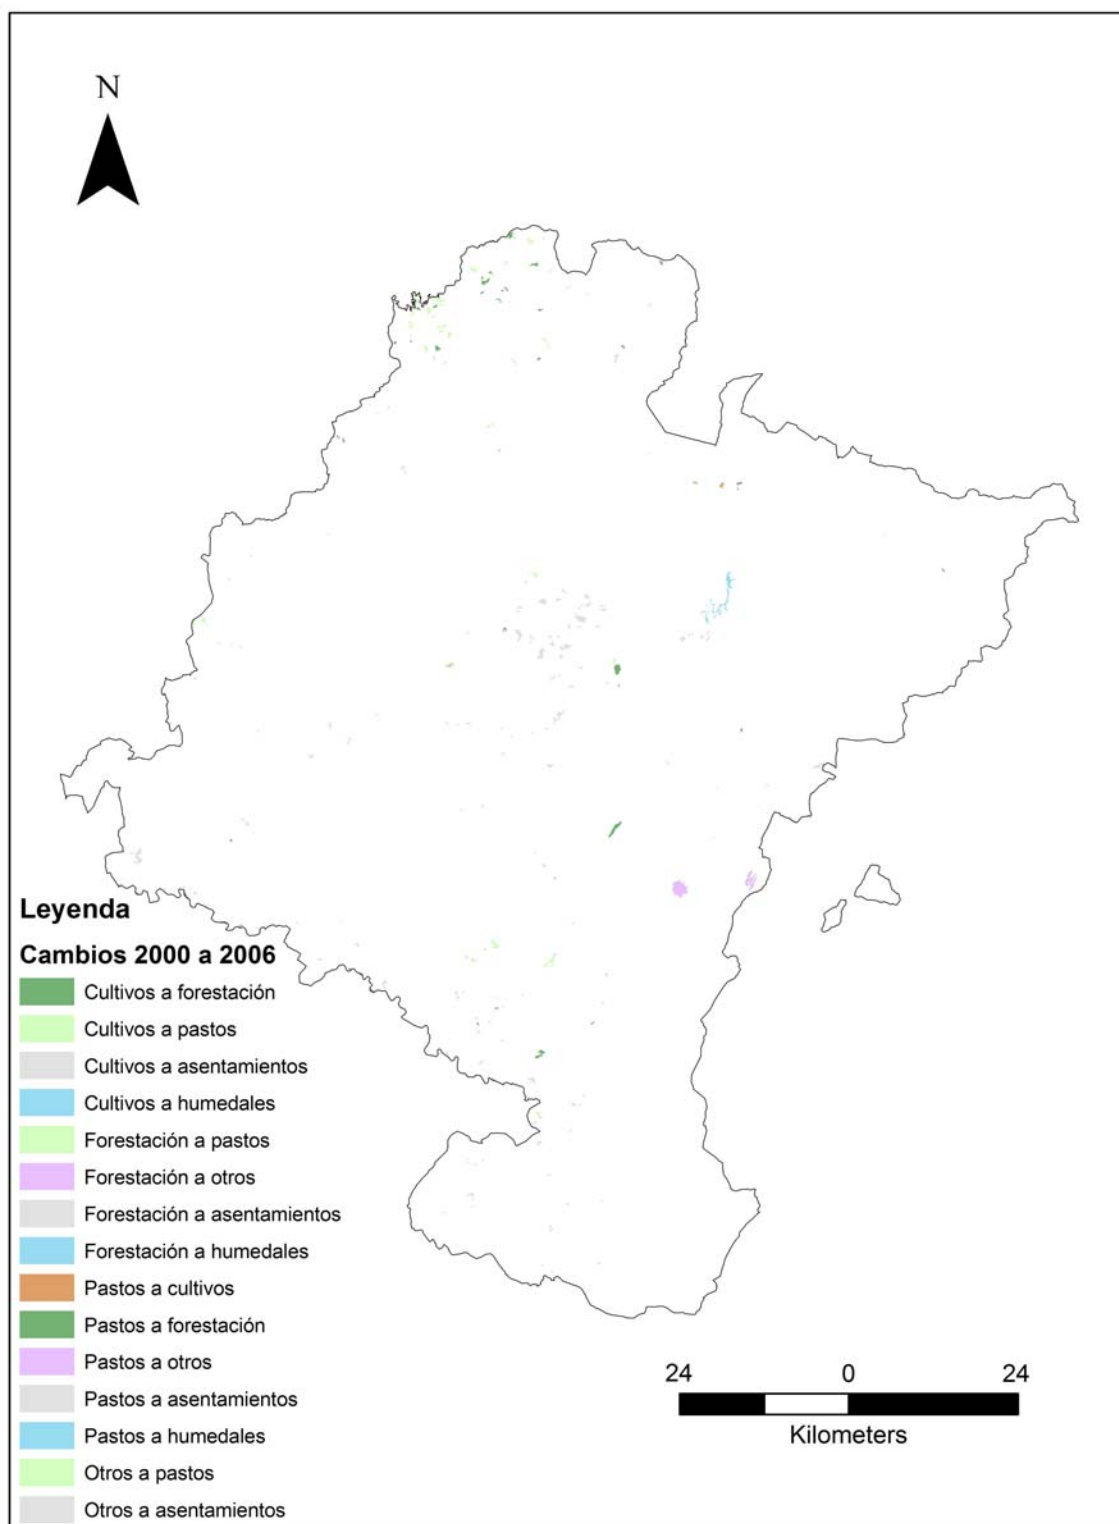 N
Leyenda
Cambios 2000 a 2006
Cultivos a forestación
Cultivos a pastos
Cultivos a asentamientos
Cultivos a humedales
Forestación a pastos
Forestación a otros
Forestación a asentamientos
Forestación a humedales
Pastos a cultivos
Pastos a forestación
Pastos a otros
Pastos a asentamientos
Pastos a humedales
Otros a pastos
Otros a asentamientos
24 0 24
Kilometers